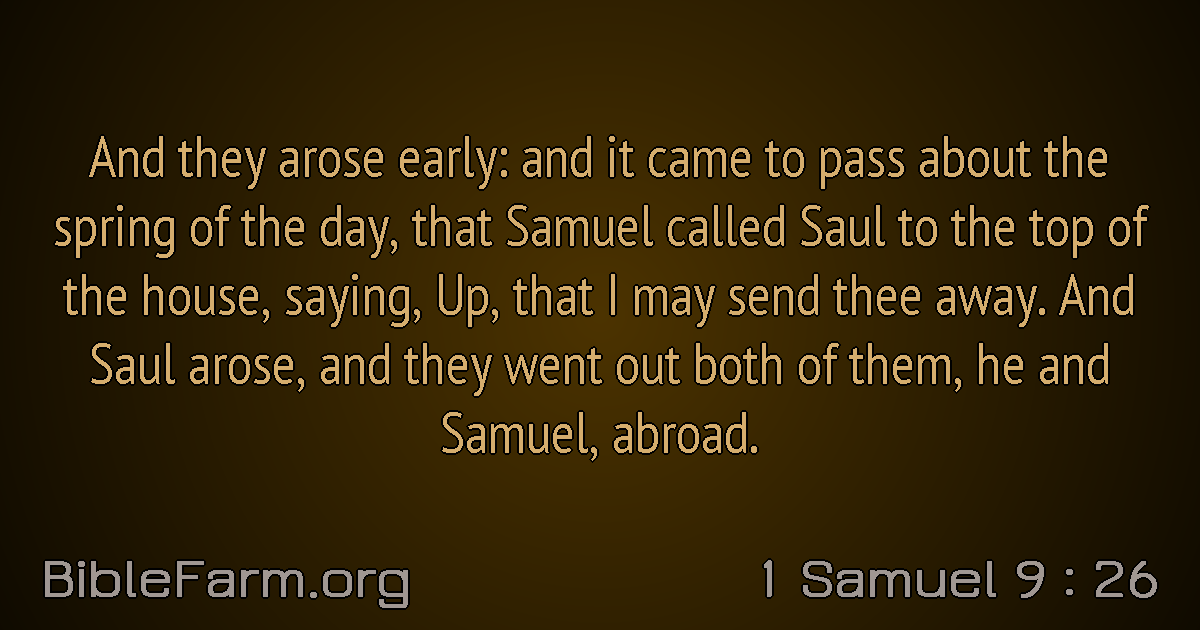 And they arose early: and it came to pass about the
spring of the day, that Samuel called Saul to the top of
the house, saying, Up, that I may send thee away. And
Saul arose, and they went out both of them, he and
Samuel, abroad.
BibleFarm.org
1 Samuel 9 : 26